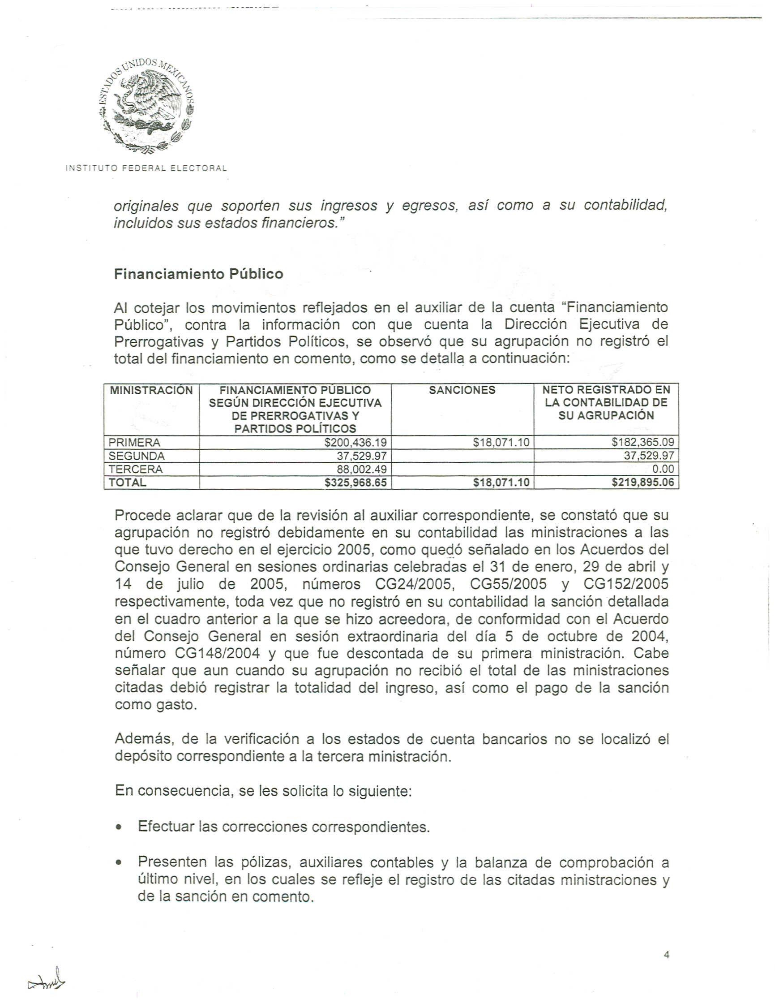 ESTADOS UNIDOS MEXICANOS
INSTITUTO FEDERAL ELECTORAL
originales que soporten sus ingresos y egresos, así como a su contabilidad,
incluidos sus estados financieros.”
Financiamiento Público
Al cotejar los movimientos reflejados en el auxiliar de la cuenta “Financiamiento
Público”, contra la información con que cuenta la Dirección Ejecutiva de
Prerrogativas y Partidos Políticos, se observó que su agrupación no registró el
total del financiamiento en comento, como se detalla a continuación:
MINISTRACIÓN FINANCIAMIENTO PÚBLICO SANCIONES NETO REGISTRADO EN
SEGÚN DIRECCIÓN EJECUTIVA LA CONTABILIDAD DE
DE PRERROGATIVAS Y SU AGRUPACIÓN
PARTIDOS POLÍTICOS
PRIMERA $200,436.19 $18,071.10 $182,365.09
SEGUNDA 37,529.97 37,529.97
TERCERA 88,002.49 0.00
TOTAL $325,968.65 $18,071.10 $219,895.06
Procede aclarar que de la revisión al auxiliar correspondiente, se constató que su
agrupación no registró debidamente en su contabilidad las ministraciones a las
que tuvo derecho en el ejercicio 2005, como quedó señalado en los Acuerdos del
Consejo General en sesiones ordinarias celebradas el 31 de enero, 29 de abril y
14 de julio de 2005, números CG24/2005, CG55/2005 y CG152/2005
respectivamente, toda vez que no registró en su contabilidad la sanción detallada
en el cuadro anterior a la que se hizo acreedora, de conformidad con el Acuerdo
del Consejo General en sesión extraordinaria del día 5 de octubre de 2004,
número CG148/2004 y que fue descontada de su primera ministración. Cabe
señalar que aun cuando su agrupación no recibió el total de las ministraciones
citadas debió registrar la totalidad del ingreso, así como el pago de la sanción
como gasto.
Además, de la verificación a los estados de cuenta bancarios no se localizó el
depósito correspondiente a la tercera ministración.
En consecuencia, se les solicita lo siguiente:
• Efectuar las correcciones correspondientes.
• Presenten las pólizas, auxiliares contables y la balanza de comprobación a
último nivel, en los cuales se refleje el registro de las citadas ministraciones y
de la sanción en comento.
4